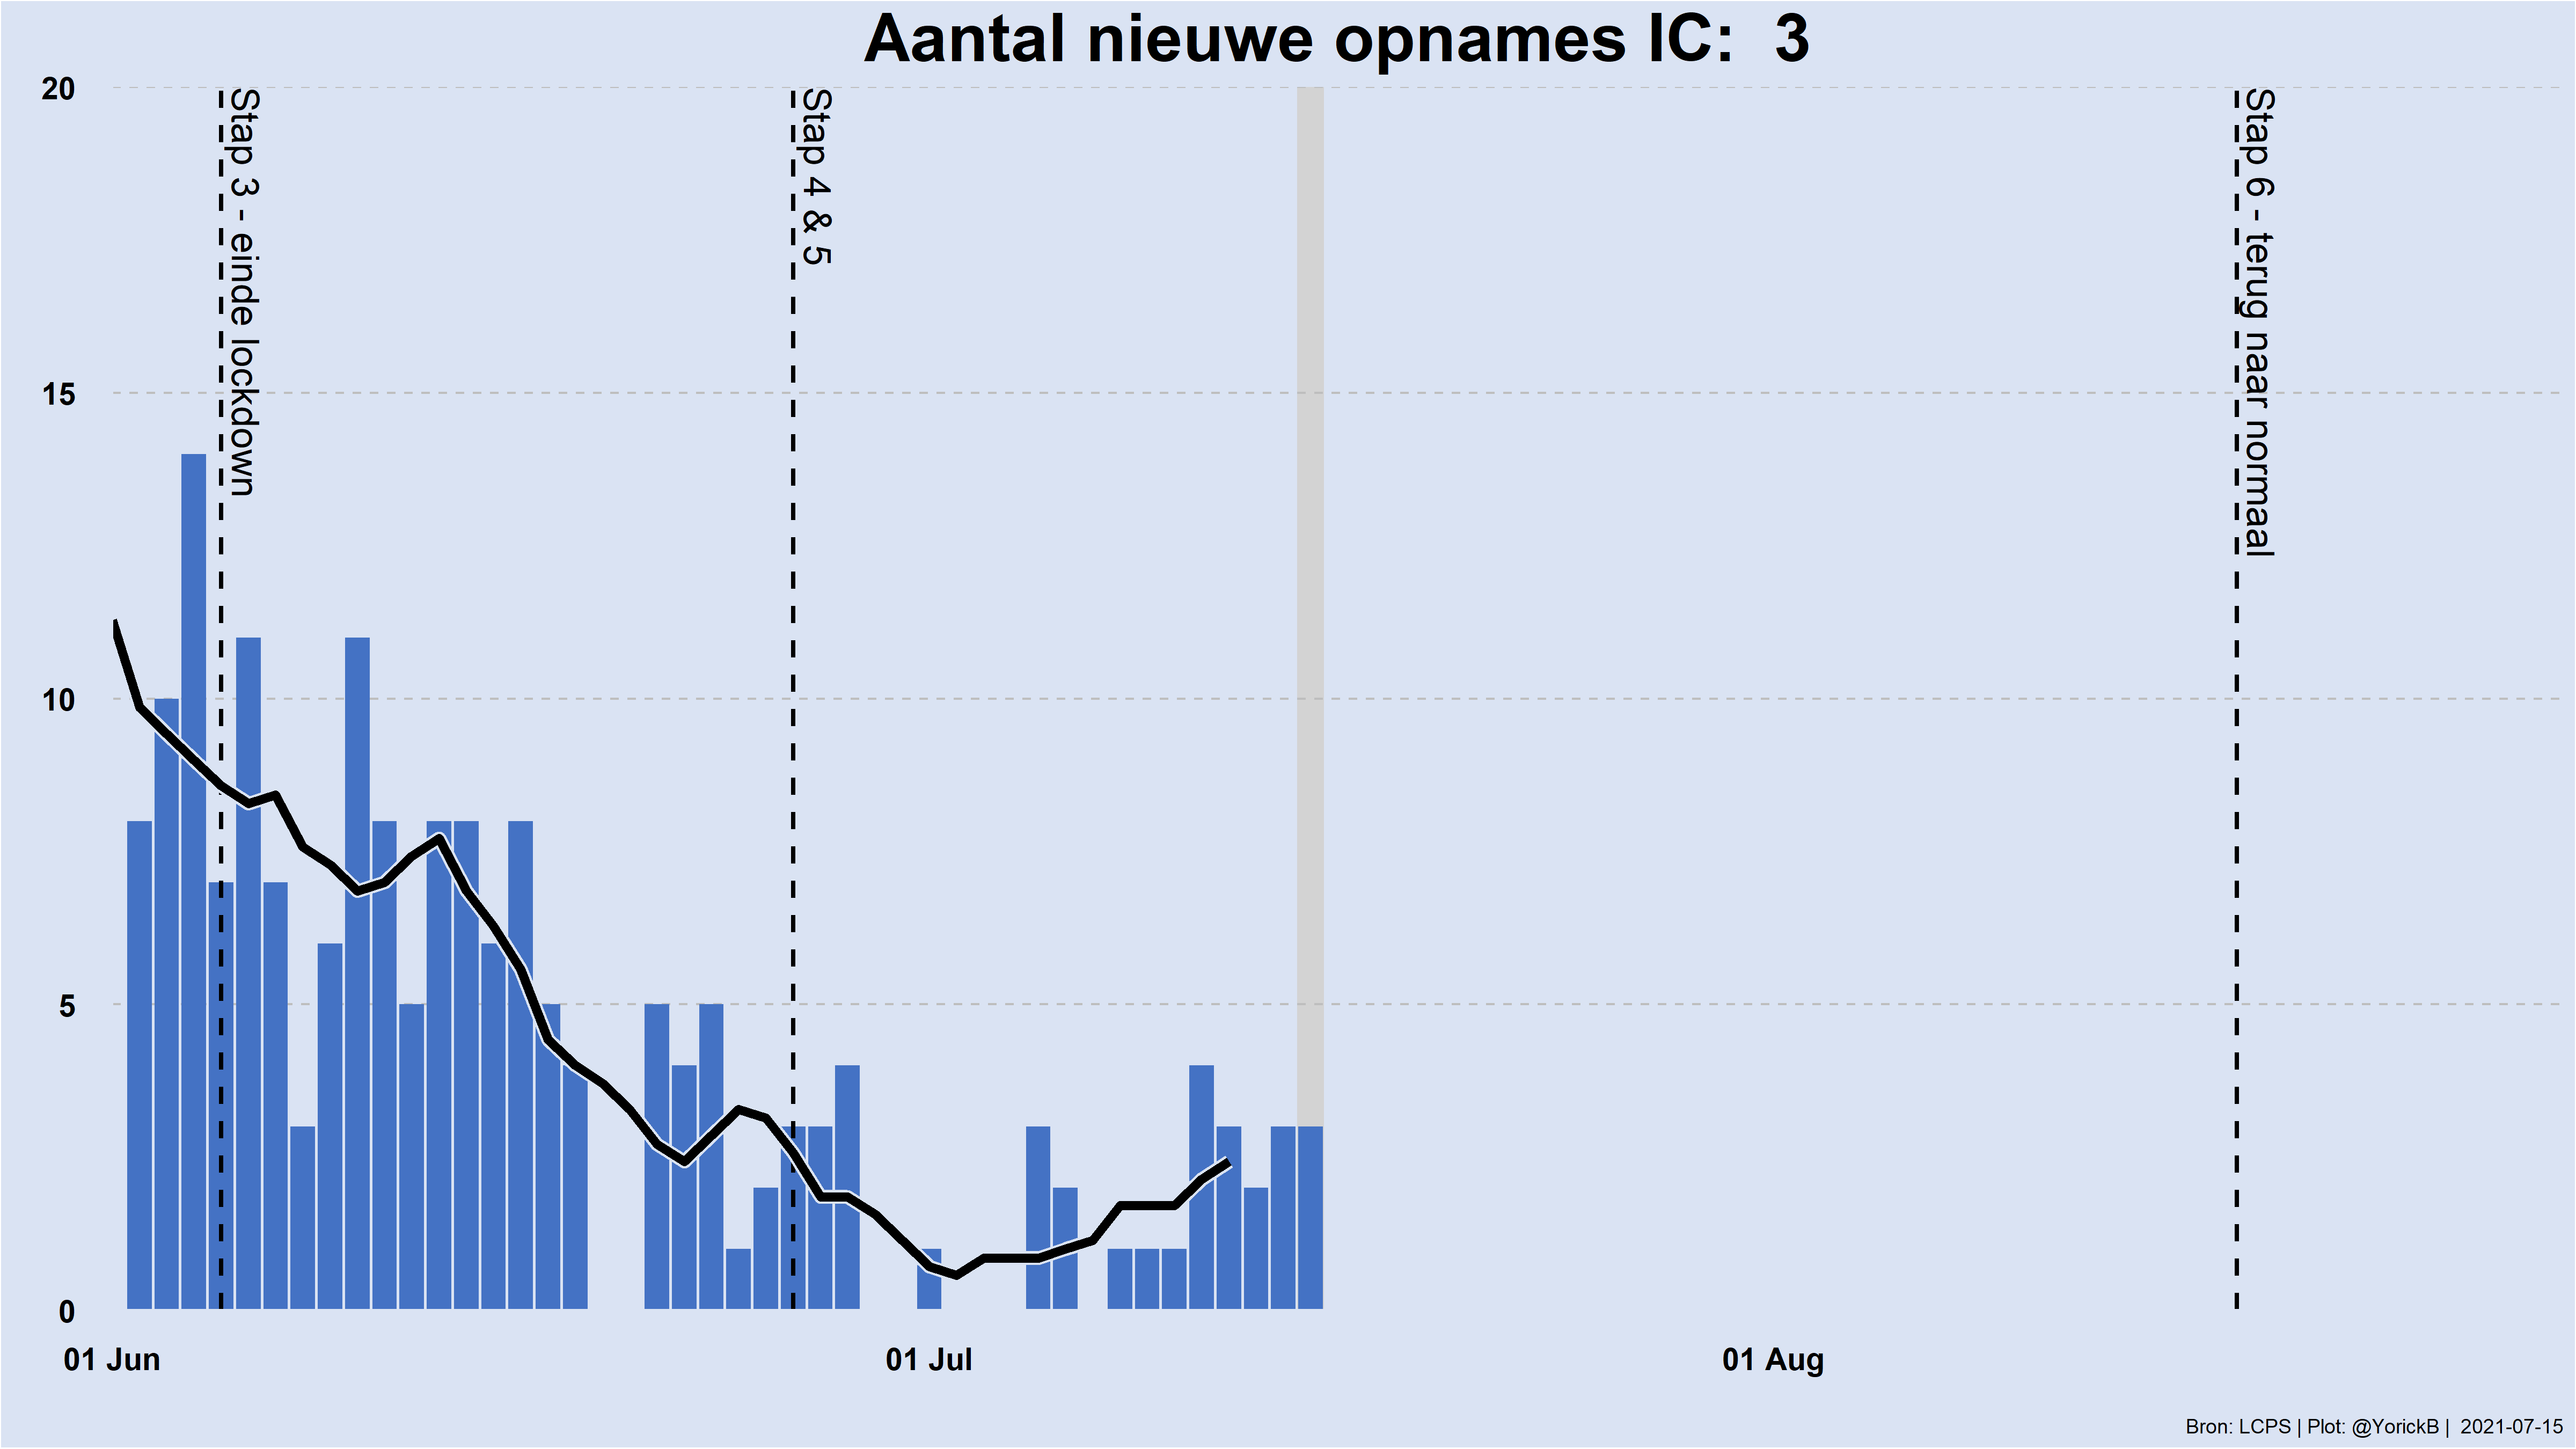 Aantal nieuwe opnames IC:  3
20
15
10
5
0
Stap 3 - einde lockdown
Stap 4 & 5
Stap 6 - terug naar normaal
01 Jun
01 Jul
01 Aug
Bron: LCPS | Plot: @YorickB |  2021-07-15